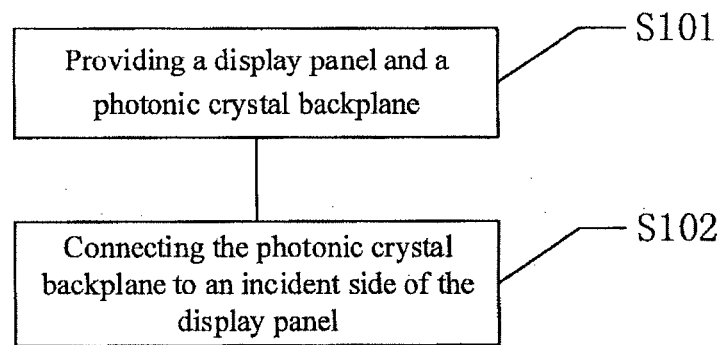 S101
Providing a display panel and a
photonic crystal backplane
S102
Connecting the photonic crystal
backplane to an incident side of the
display panel